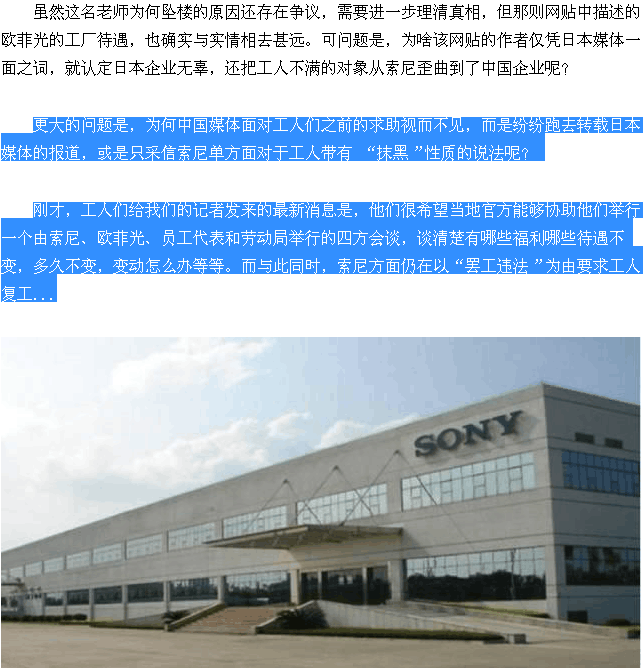 虽然这名老师为何坠楼的原因还存在争议，需要进一步理清真相，但那则网贴中描述的
欧菲光的工厂待遇，也确实与实情相去甚远。可问题是，为啥该网贴的作者仅凭日本媒体一
面之词，就认定日本企业无辜，还把工人不满的对象从索尼歪曲到了中国企业呢？
更大的问题是，为何中国媒体面对工人们之前的求助视而不见，而是纷纷跑去转载日本
媒体的报道，或是只采信索尼单方面对于工人带有 “抹黑”性质的说法呢？
刚才，工人们给我们的记者发来的最新消息是，他们很希望当地官方能够协助他们举行
一个由索尼、欧菲光、员工代表和劳动局举行的四方会谈，谈清楚有哪些福利哪些待遇不
变，多久不变，变动怎么办等等。而与此同时，索尼方面仍在以“罢工违法”为由要求工人
复工...
SONY